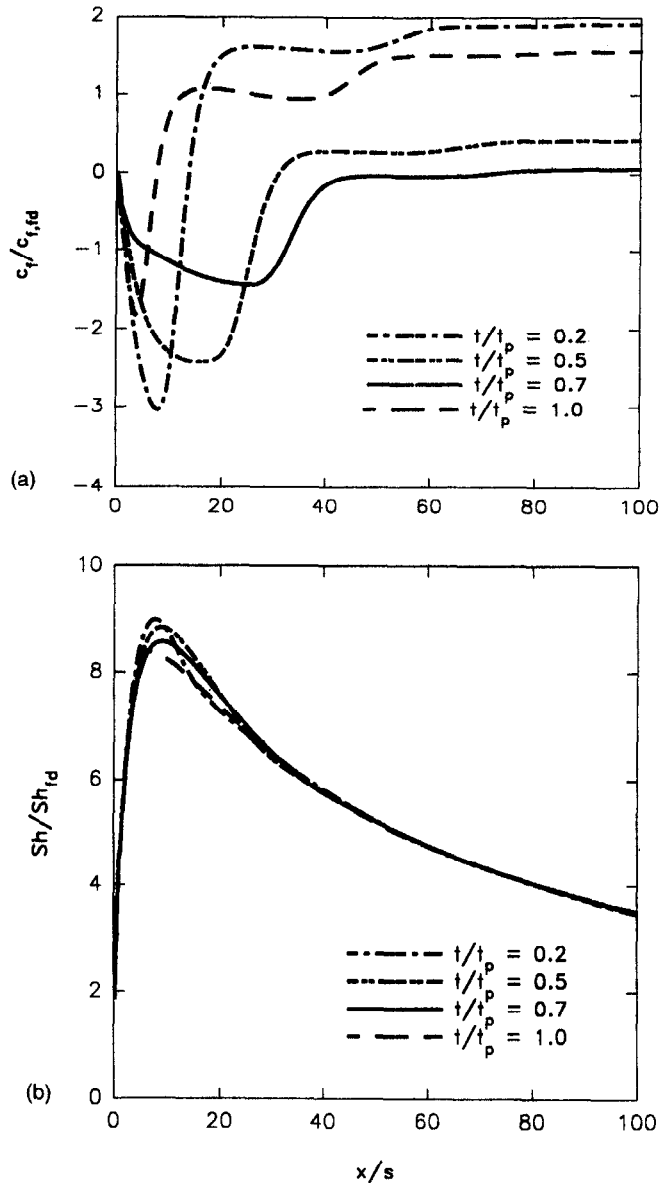 2
1
0
−1
−2
−3
−4
c_f/c_f,fd
t/t_p = 0.2
t/t_p = 0.5
t/t_p = 0.7
t/t_p = 1.0
(a)
0 20 40 60 80 100
10
8
6
4
2
0
Sh/Sh_fd
t/t_p = 0.2
t/t_p = 0.5
t/t_p = 0.7
t/t_p = 1.0
(b)
0 20 40 60 80 100
x/s